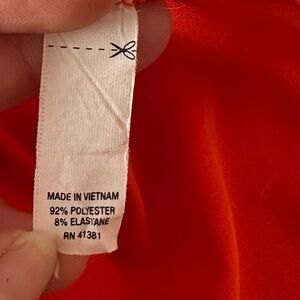 MADE IN VIETNAM
92% POLYESTER
8% ELASTANE
RN 41381